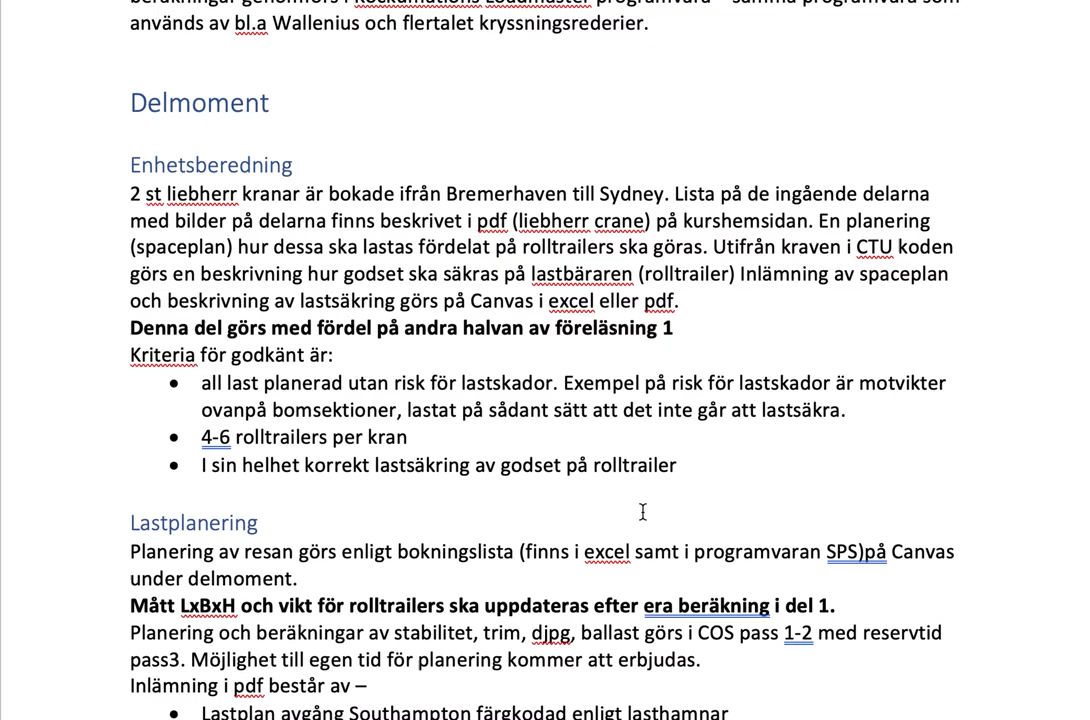 beräkningar genomförs i Rockumations Loadmaster programvara – samma programvara som
används av bl.a Wallenius och flertalet kryssningsrederier.
Delmoment
Enhetsberedning
2 st liebherr kranar är bokade ifrån Bremerhaven till Sydney. Lista på de ingående delarna
med bilder på delarna finns beskrivet i pdf (liebherr crane) på kurshemsidan. En planering
(spaceplan) hur dessa ska lastas fördelat på rolltrailers ska göras. Utifrån kraven i CTU koden
görs en beskrivning hur godset ska säkras på lastbäraren (rolltrailer) Inlämning av spaceplan
och beskrivning av lastsäkring görs på Canvas i excel eller pdf.
Denna del görs med fördel på andra halvan av föreläsning 1
Kriteria för godkänt är:
• all last planerad utan risk för lastskador. Exempel på risk för lastskador är motvikter
ovanpå bomsektioner, lastat på sådant sätt att det inte går att lastsäkra.
• 4-6 rolltrailers per kran
• I sin helhet korrekt lastsäkring av godset på rolltrailer
Lastplanering
Planering av resan görs enligt bokningslista (finns i excel samt i programvaran SPS)på Canvas
under delmoment.
Mått LxBxH och vikt för rolltrailers ska uppdateras efter era beräkning i del 1.
Planering och beräkningar av stabilitet, trim, djpg, ballast görs i COS pass 1-2 med reservtid
pass3. Möjlighet till egen tid för planering kommer att erbjudas.
Inlämning i pdf består av –
• Lastplan avgång Southampton färgkodad enligt lasthamnar